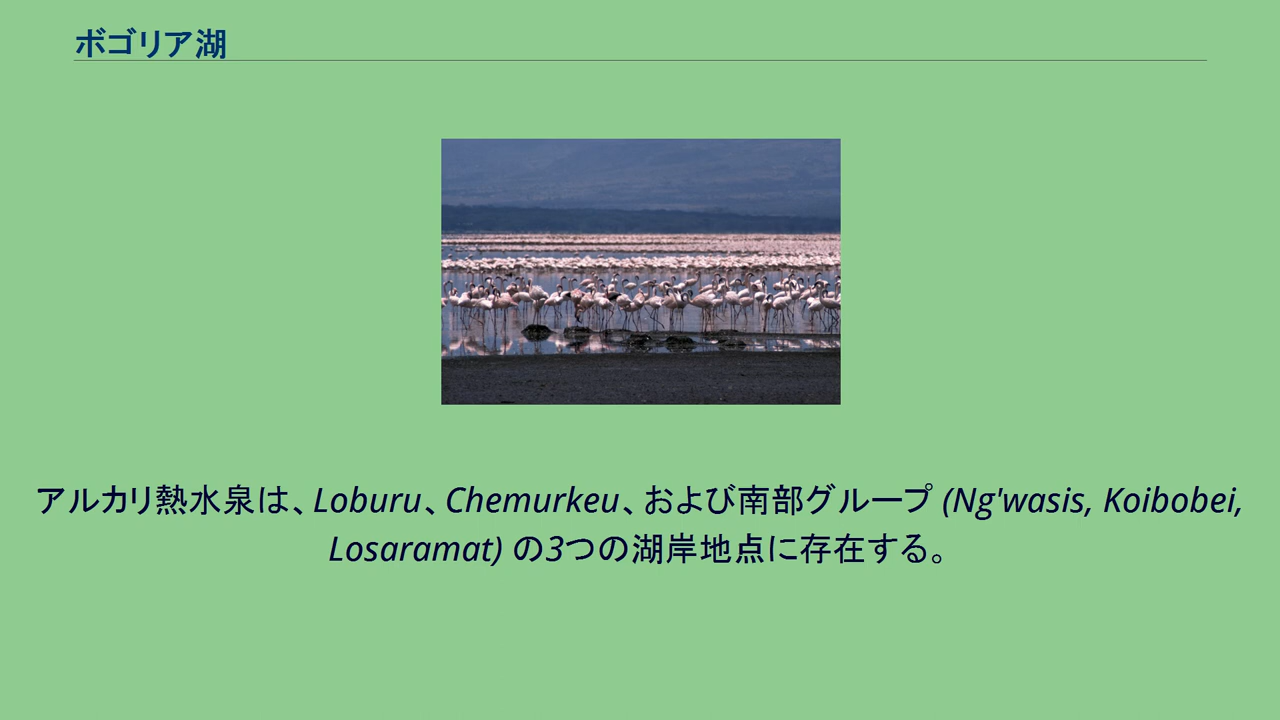 ボゴリア湖
アルカリ熱水泉は、Loburu、Chemurkeu、および南部グループ (Ng'wasis, Koibobei,
Losaramat) の3つの湖岸地点に存在する。